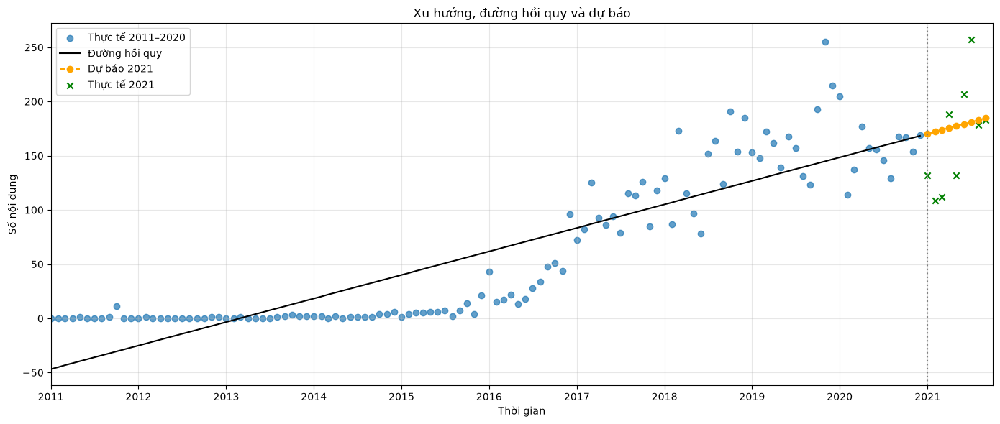 Xu hướng, đường hồi quy và dự báo
Thực tế 2011–2020
Đường hồi quy
Dự báo 2021
Thực tế 2021
Số nội dung
250
200
150
100
50
0
−50
2011 2012 2013 2014 2015 2016 2017 2018 2019 2020 2021
Thời gian